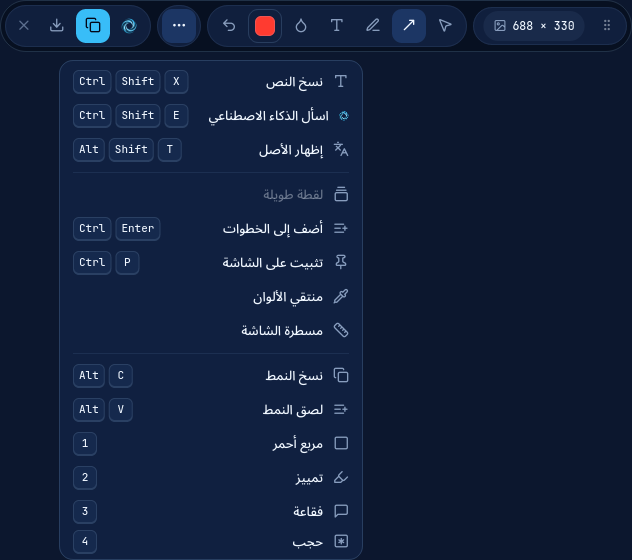 688 × 330
نسخ النص Ctrl Shift X
اسأل الذكاء الاصطناعي Ctrl Shift E
إظهار الأصل Alt Shift T
لقطة طويلة
أضف إلى الخطوات Ctrl Enter
تثبيت على الشاشة Ctrl P
منتقي الألوان
مسطرة الشاشة
نسخ النمط Alt C
لصق النمط Alt V
مربع أحمر 1
تمييز 2
فقاعة 3
حجب 4